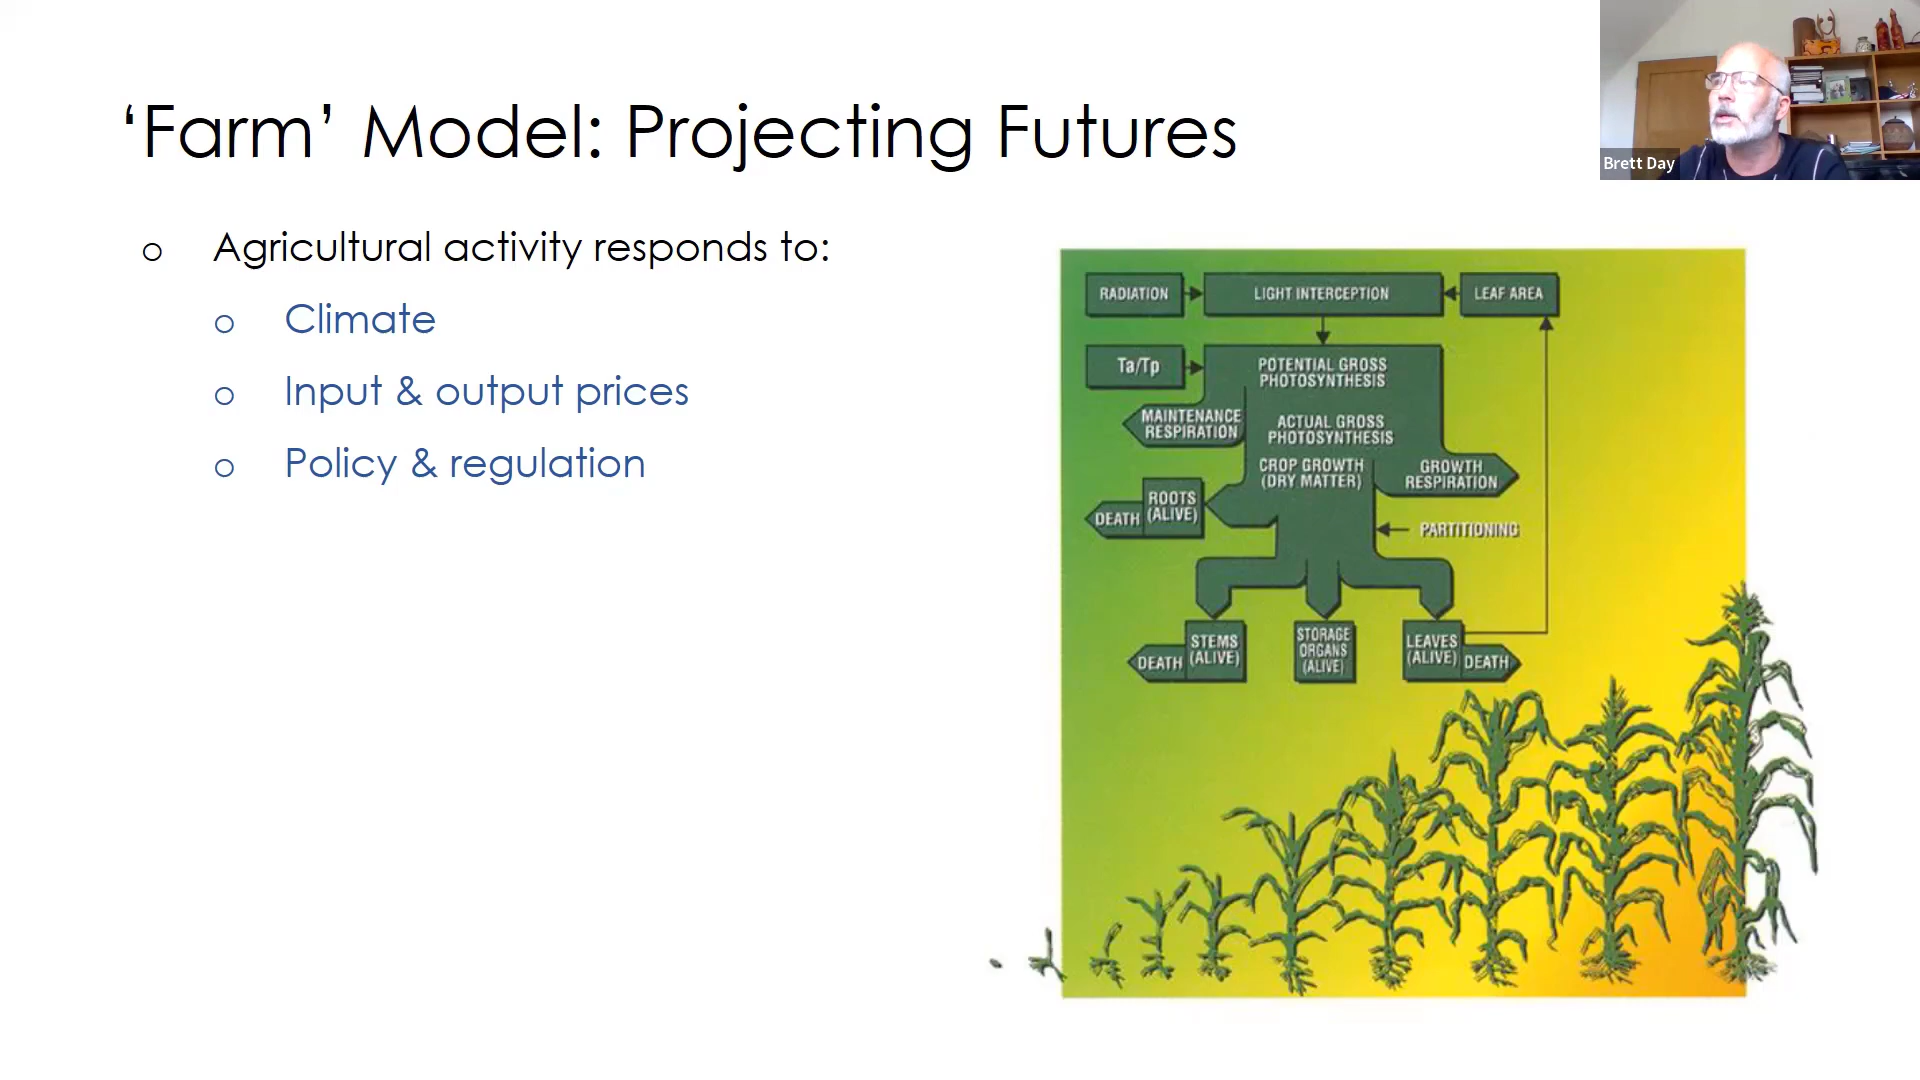 ‘Farm’ Model: Projecting Futures
Brett Day
o Agricultural activity responds to:
o Climate
o Input & output prices
o Policy & regulation
RADIATION
LIGHT INTERCEPTION
LEAF AREA
Ta/Tp
POTENTIAL GROSS
PHOTOSYNTHESIS
MAINTENANCE
RESPIRATION
ACTUAL GROSS
PHOTOSYNTHESIS
CROP GROWTH
(DRY MATTER)
GROWTH
RESPIRATION
ROOTS
(ALIVE)
DEATH
PARTITIONING
STEMS
(ALIVE)
DEATH
STORAGE
ORGANS
(ALIVE)
LEAVES
(ALIVE)
DEATH